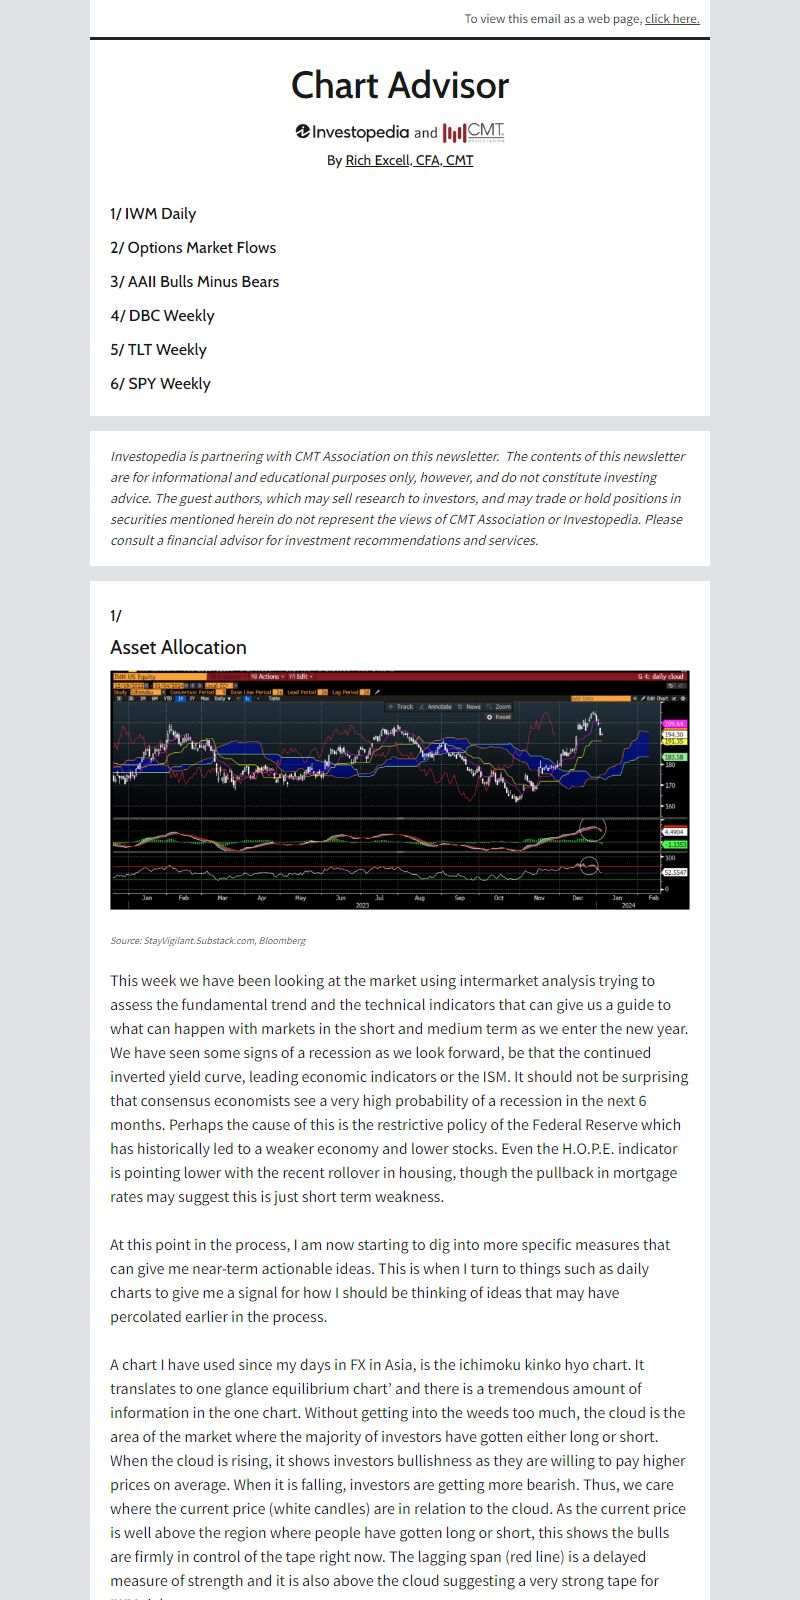 To view this email as a web page, click here.
Chart Advisor
Investopedia and CMT
ASSOCIATION
By Rich Excell, CFA, CMT
1/ IWM Daily
2/ Options Market Flows
3/ AAII Bulls Minus Bears
4/ DBC Weekly
5/ TLT Weekly
6/ SPY Weekly
Investopedia is partnering with CMT Association on this newsletter. The contents of this newsletter
are for informational and educational purposes only, however, and do not constitute investing
advice. The guest authors, which may sell research to investors, and may trade or hold positions in
securities mentioned herein do not represent the views of CMT Association or Investopedia. Please
consult a financial advisor for investment recommendations and services.
1/
Asset Allocation
US Equity Actions Edit G 4: daily cloud
Study Conversion Period Base Line Period Lead Period Lag Period
1D 3D 1M 6M YTD 1Y 5Y Max Daily Table Edit Chart
Track Annotate News Zoom
Reset
199.64
194.30
191.35
183.58
180
170
160
4.4904
-1.1353
100
52.5547
0
Jan Feb Mar Apr May Jun Jul Aug Sep Oct Nov Dec Jan Feb
2023 2024
Source: StayVigilant.Substack.com, Bloomberg
This week we have been looking at the market using intermarket analysis trying to
assess the fundamental trend and the technical indicators that can give us a guide to
what can happen with markets in the short and medium term as we enter the new year.
We have seen some signs of a recession as we look forward, be that the continued
inverted yield curve, leading economic indicators or the ISM. It should not be surprising
that consensus economists see a very high probability of a recession in the next 6
months. Perhaps the cause of this is the restrictive policy of the Federal Reserve which
has historically led to a weaker economy and lower stocks. Even the H.O.P.E. indicator
is pointing lower with the recent rollover in housing, though the pullback in mortgage
rates may suggest this is just short term weakness.
At this point in the process, I am now starting to dig into more specific measures that
can give me near-term actionable ideas. This is when I turn to things such as daily
charts to give me a signal for how I should be thinking of ideas that may have
percolated earlier in the process.
A chart I have used since my days in FX in Asia, is the ichimoku kinko hyo chart. It
translates to one glance equilibrium chart’ and there is a tremendous amount of
information in the one chart. Without getting into the weeds too much, the cloud is the
area of the market where the majority of investors have gotten either long or short.
When the cloud is rising, it shows investors bullishness as they are willing to pay higher
prices on average. When it is falling, investors are getting more bearish. Thus, we care
where the current price (white candles) are in relation to the cloud. As the current price
is well above the region where people have gotten long or short, this shows the bulls
are firmly in control of the tape right now. The lagging span (red line) is a delayed
measure of strength and it is also above the cloud suggesting a very strong tape for